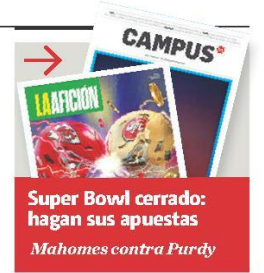 CAMPUS
LA AFICIÓN
Super Bowl cerrado:
hagan sus apuestas
Mahomes contra Purdy